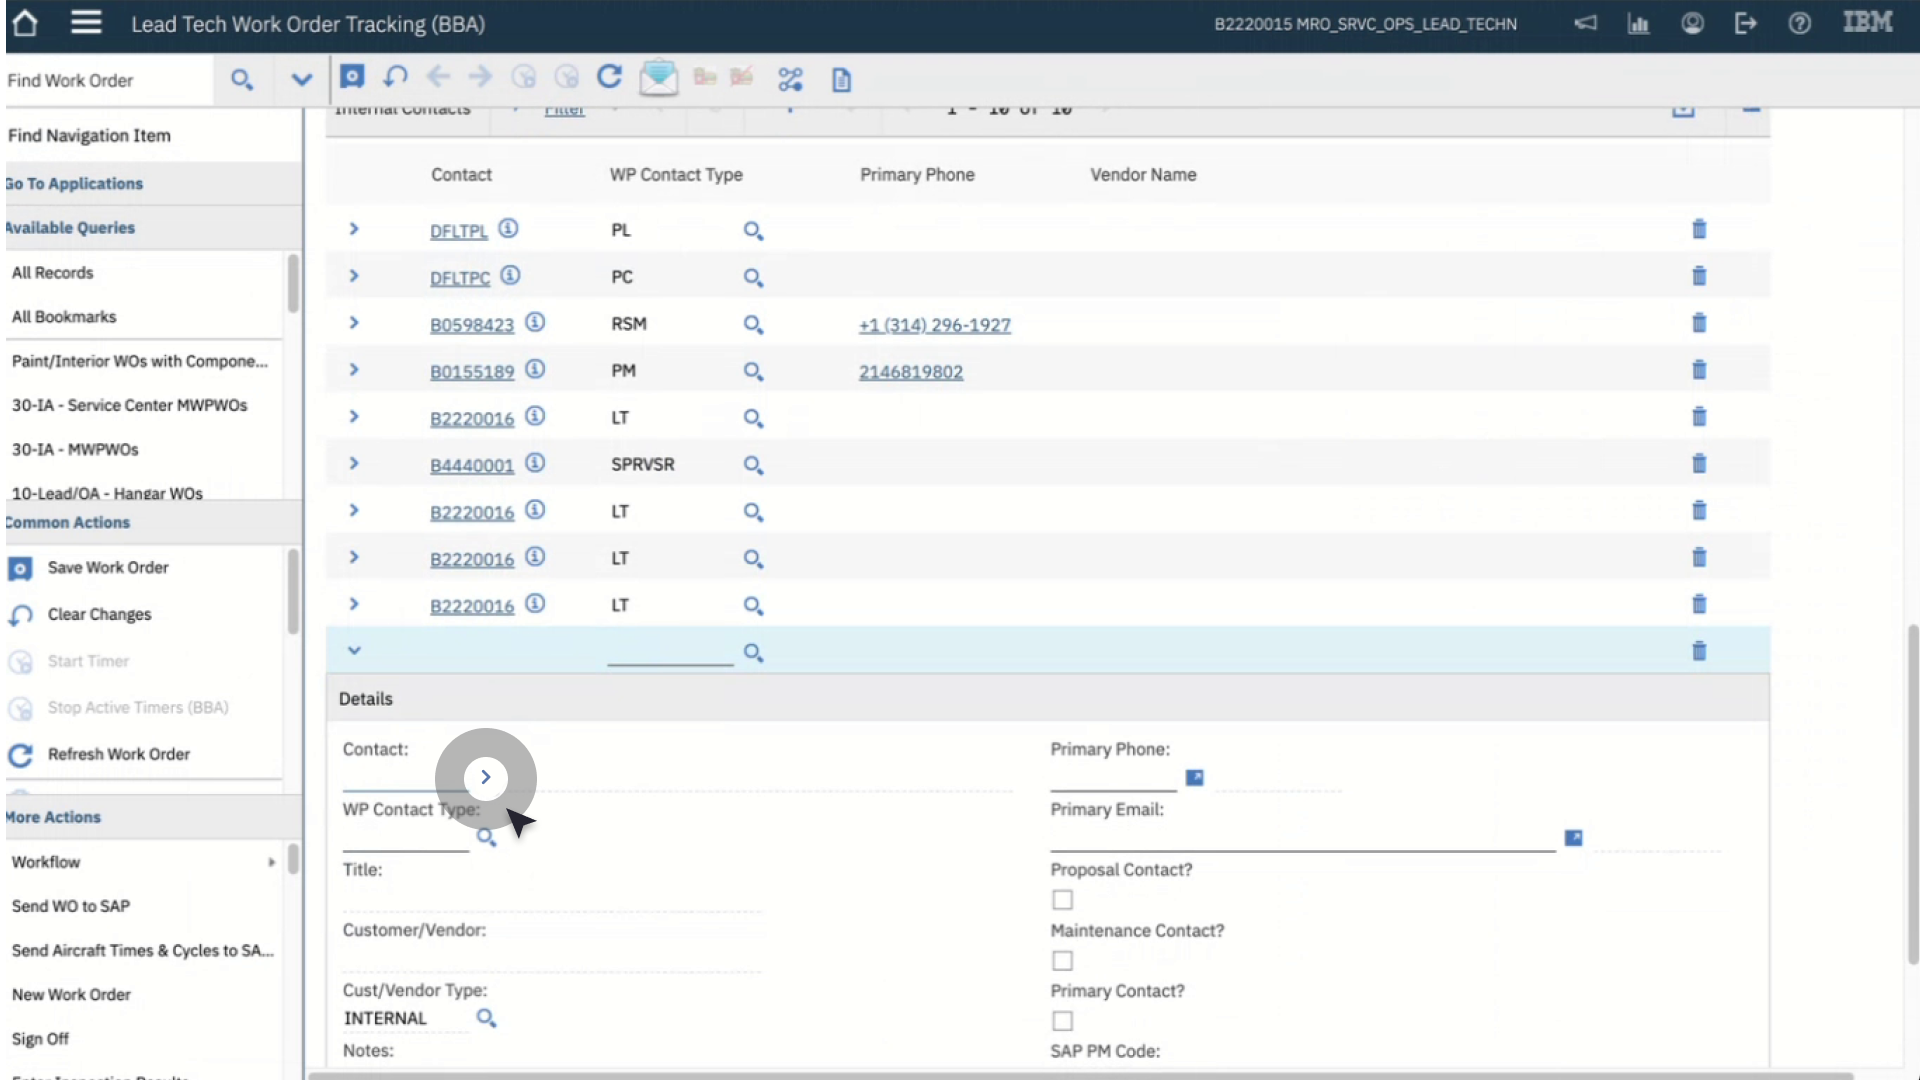 Lead Tech Work Order Tracking (BBA)
B2220015 MRO_SRVC_OPS_LEAD_TECHN
IBM
Find Work Order
Find Navigation Item
Go To Applications
Available Queries
All Records
All Bookmarks
Paint/Interior WOs with Compone...
30-IA - Service Center MWPWOs
30-IA - MWPWOs
10-Lead/OA - Hangar WOs
Common Actions
Save Work Order
Clear Changes
Start Timer
Stop Active Timers (BBA)
Refresh Work Order
More Actions
Workflow
Send WO to SAP
Send Aircraft Times & Cycles to SA...
New Work Order
Sign Off
Enter Inspection Results
Internal Contacts Filter 1 - 10 of 10
Contact WP Contact Type Primary Phone Vendor Name
DFLTPL PL
DFLTPC PC
B0598423 RSM +1 (314) 296-1927
B0155189 PM 2146819802
B2220016 LT
B4440001 SPRVSR
B2220016 LT
B2220016 LT
B2220016 LT
Details
Contact:
WP Contact Type:
Title:
Customer/Vendor:
Cust/Vendor Type:
INTERNAL
Notes:
Primary Phone:
Primary Email:
Proposal Contact?
Maintenance Contact?
Primary Contact?
SAP PM Code: